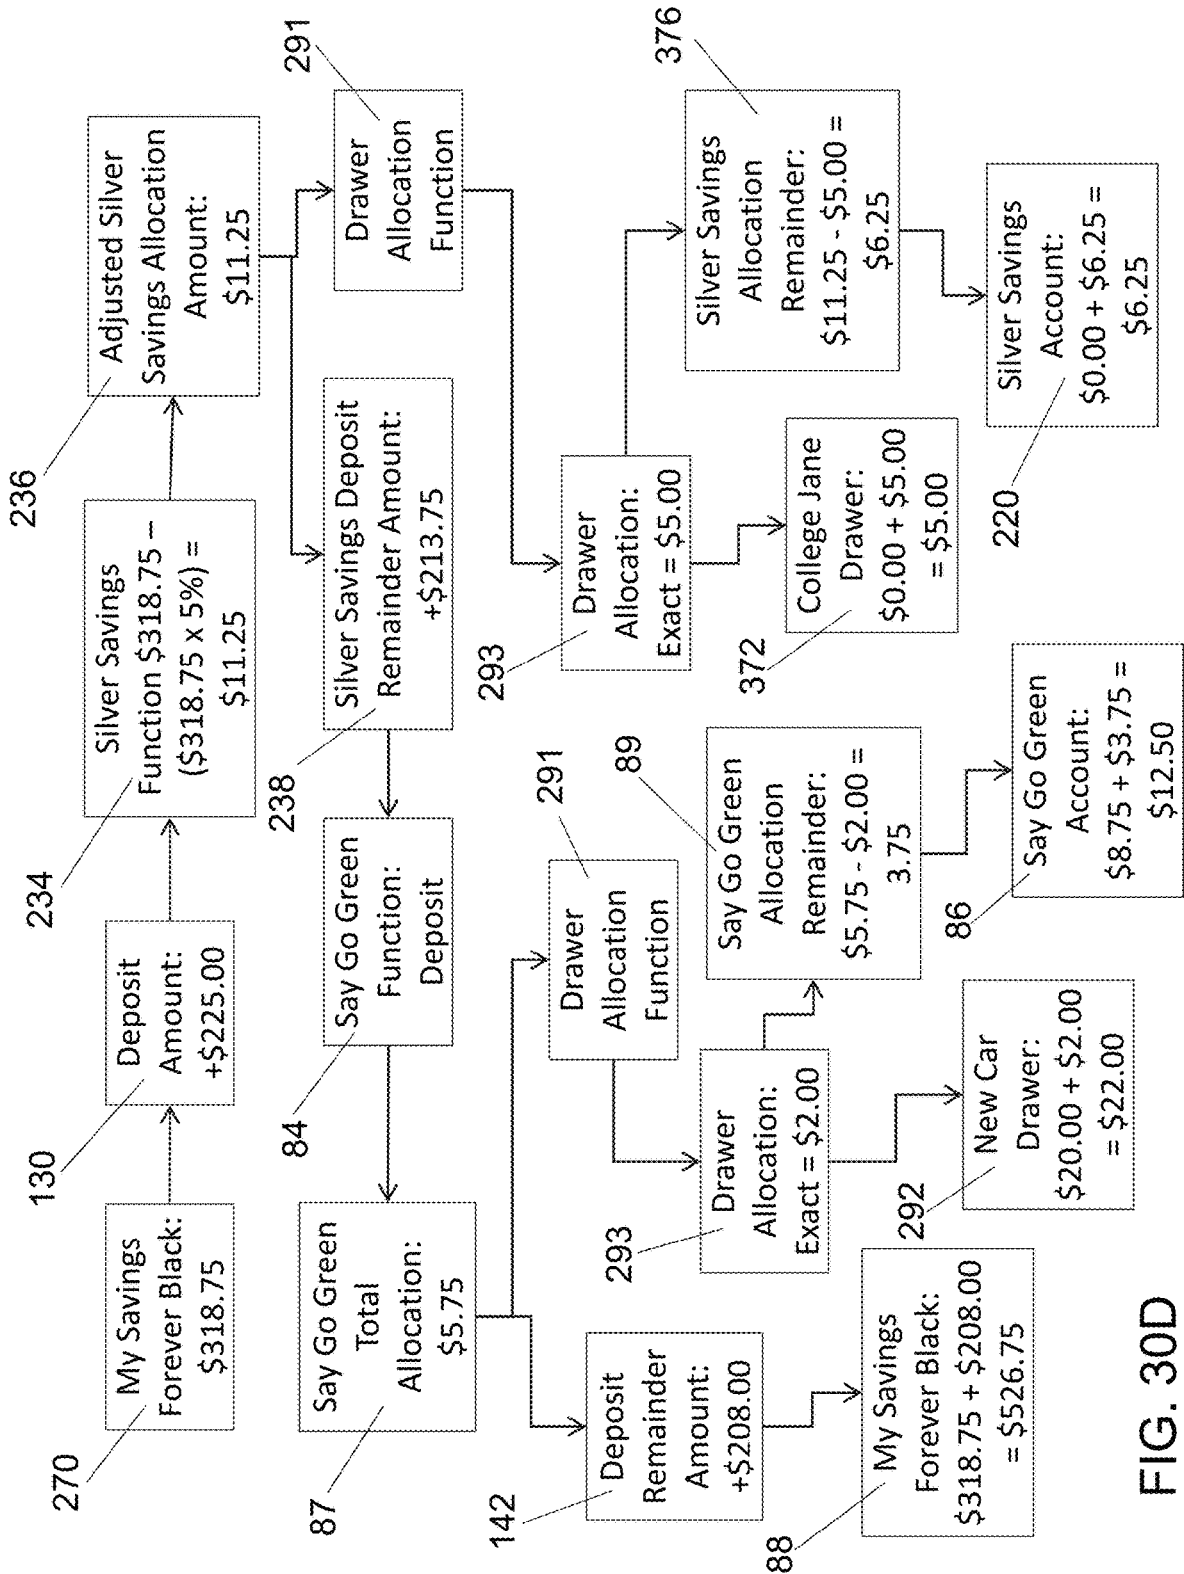 270
My Savings
Forever Black:
$318.75
130
Deposit
Amount:
+$225.00
234
Silver Savings
Function $318.75 –
($318.75 x 5%) =
$11.25
236
Adjusted Silver
Savings Allocation
Amount:
$11.25
87
Say Go Green
Total
Allocation:
$5.75
84
Say Go Green
Function:
Deposit
238
Silver Savings Deposit
Remainder Amount:
+$213.75
291
Drawer
Allocation
Function
142
Deposit
Remainder
Amount:
+$208.00
291
Drawer
Allocation
Function
293
Drawer
Allocation:
Exact = $5.00
293
Drawer
Allocation:
Exact = $2.00
89
Say Go Green
Allocation
Remainder:
$5.75 - $2.00 =
3.75
372
College Jane
Drawer:
$0.00 + $5.00
= $5.00
376
Silver Savings
Allocation
Remainder:
$11.25 - $5.00 =
$6.25
88
My Savings
Forever Black:
$318.75 + $208.00
= $526.75
292
New Car
Drawer:
$20.00 + $2.00
= $22.00
86
Say Go Green
Account:
$8.75 + $3.75 =
$12.50
220
Silver Savings
Account:
$0.00 + $6.25 =
$6.25
FIG. 30D